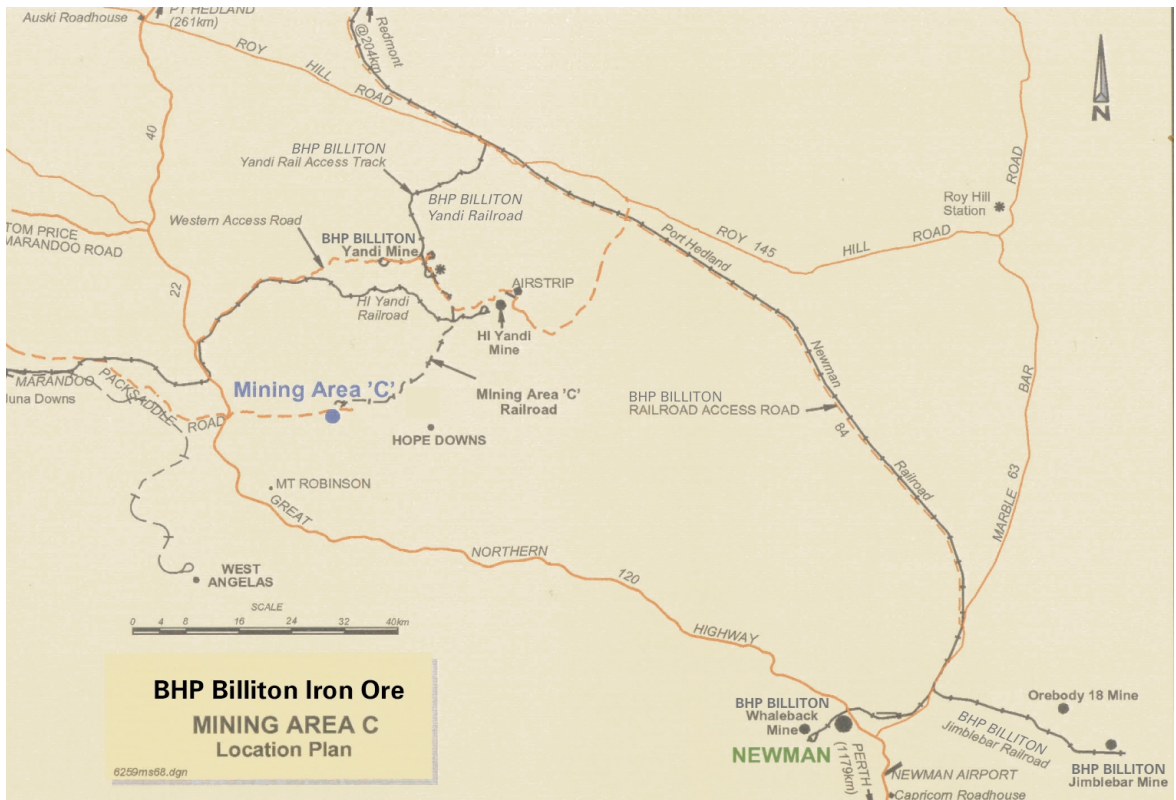 Auski Roadhouse
PT HEDLAND
(261km)
Redmont
@204km
ROY
HILL
ROAD
N
40
BHP BILLITON
Yandi Rail Access Track
BHP BILLITON
Yandi Railroad
ROAD
Roy Hill
Station
Western Access Road
TOM PRICE
MARANDOO ROAD
BHP BILLITON
Yandi Mine
Port Hedland
ROY 145
HILL
ROAD
22
HI Yandi
Railroad
AIRSTRIP
HI Yandi
Mine
Newman
MARANDOO
Juna Downs
PACKSADDLE
ROAD
Mining Area 'C'
Mining Area 'C'
Railroad
BHP BILLITON
RAILROAD ACCESS ROAD
BAR
HOPE DOWNS
84
Railroad
MT ROBINSON
GREAT
MARBLE 63
NORTHERN
120
WEST
ANGELAS
SCALE
0 4 8 16 24 32 40km
HIGHWAY
BHP Billiton Iron Ore
MINING AREA C
Location Plan
6259ms68.dgn
BHP BILLITON
Whaleback
Mine
NEWMAN
PERTH
(1179km)
Orebody 18 Mine
BHP BILLITON
Jimblebar Railroad
BHP BILLITON
Jimblebar Mine
NEWMAN AIRPORT
Capricorn Roadhouse